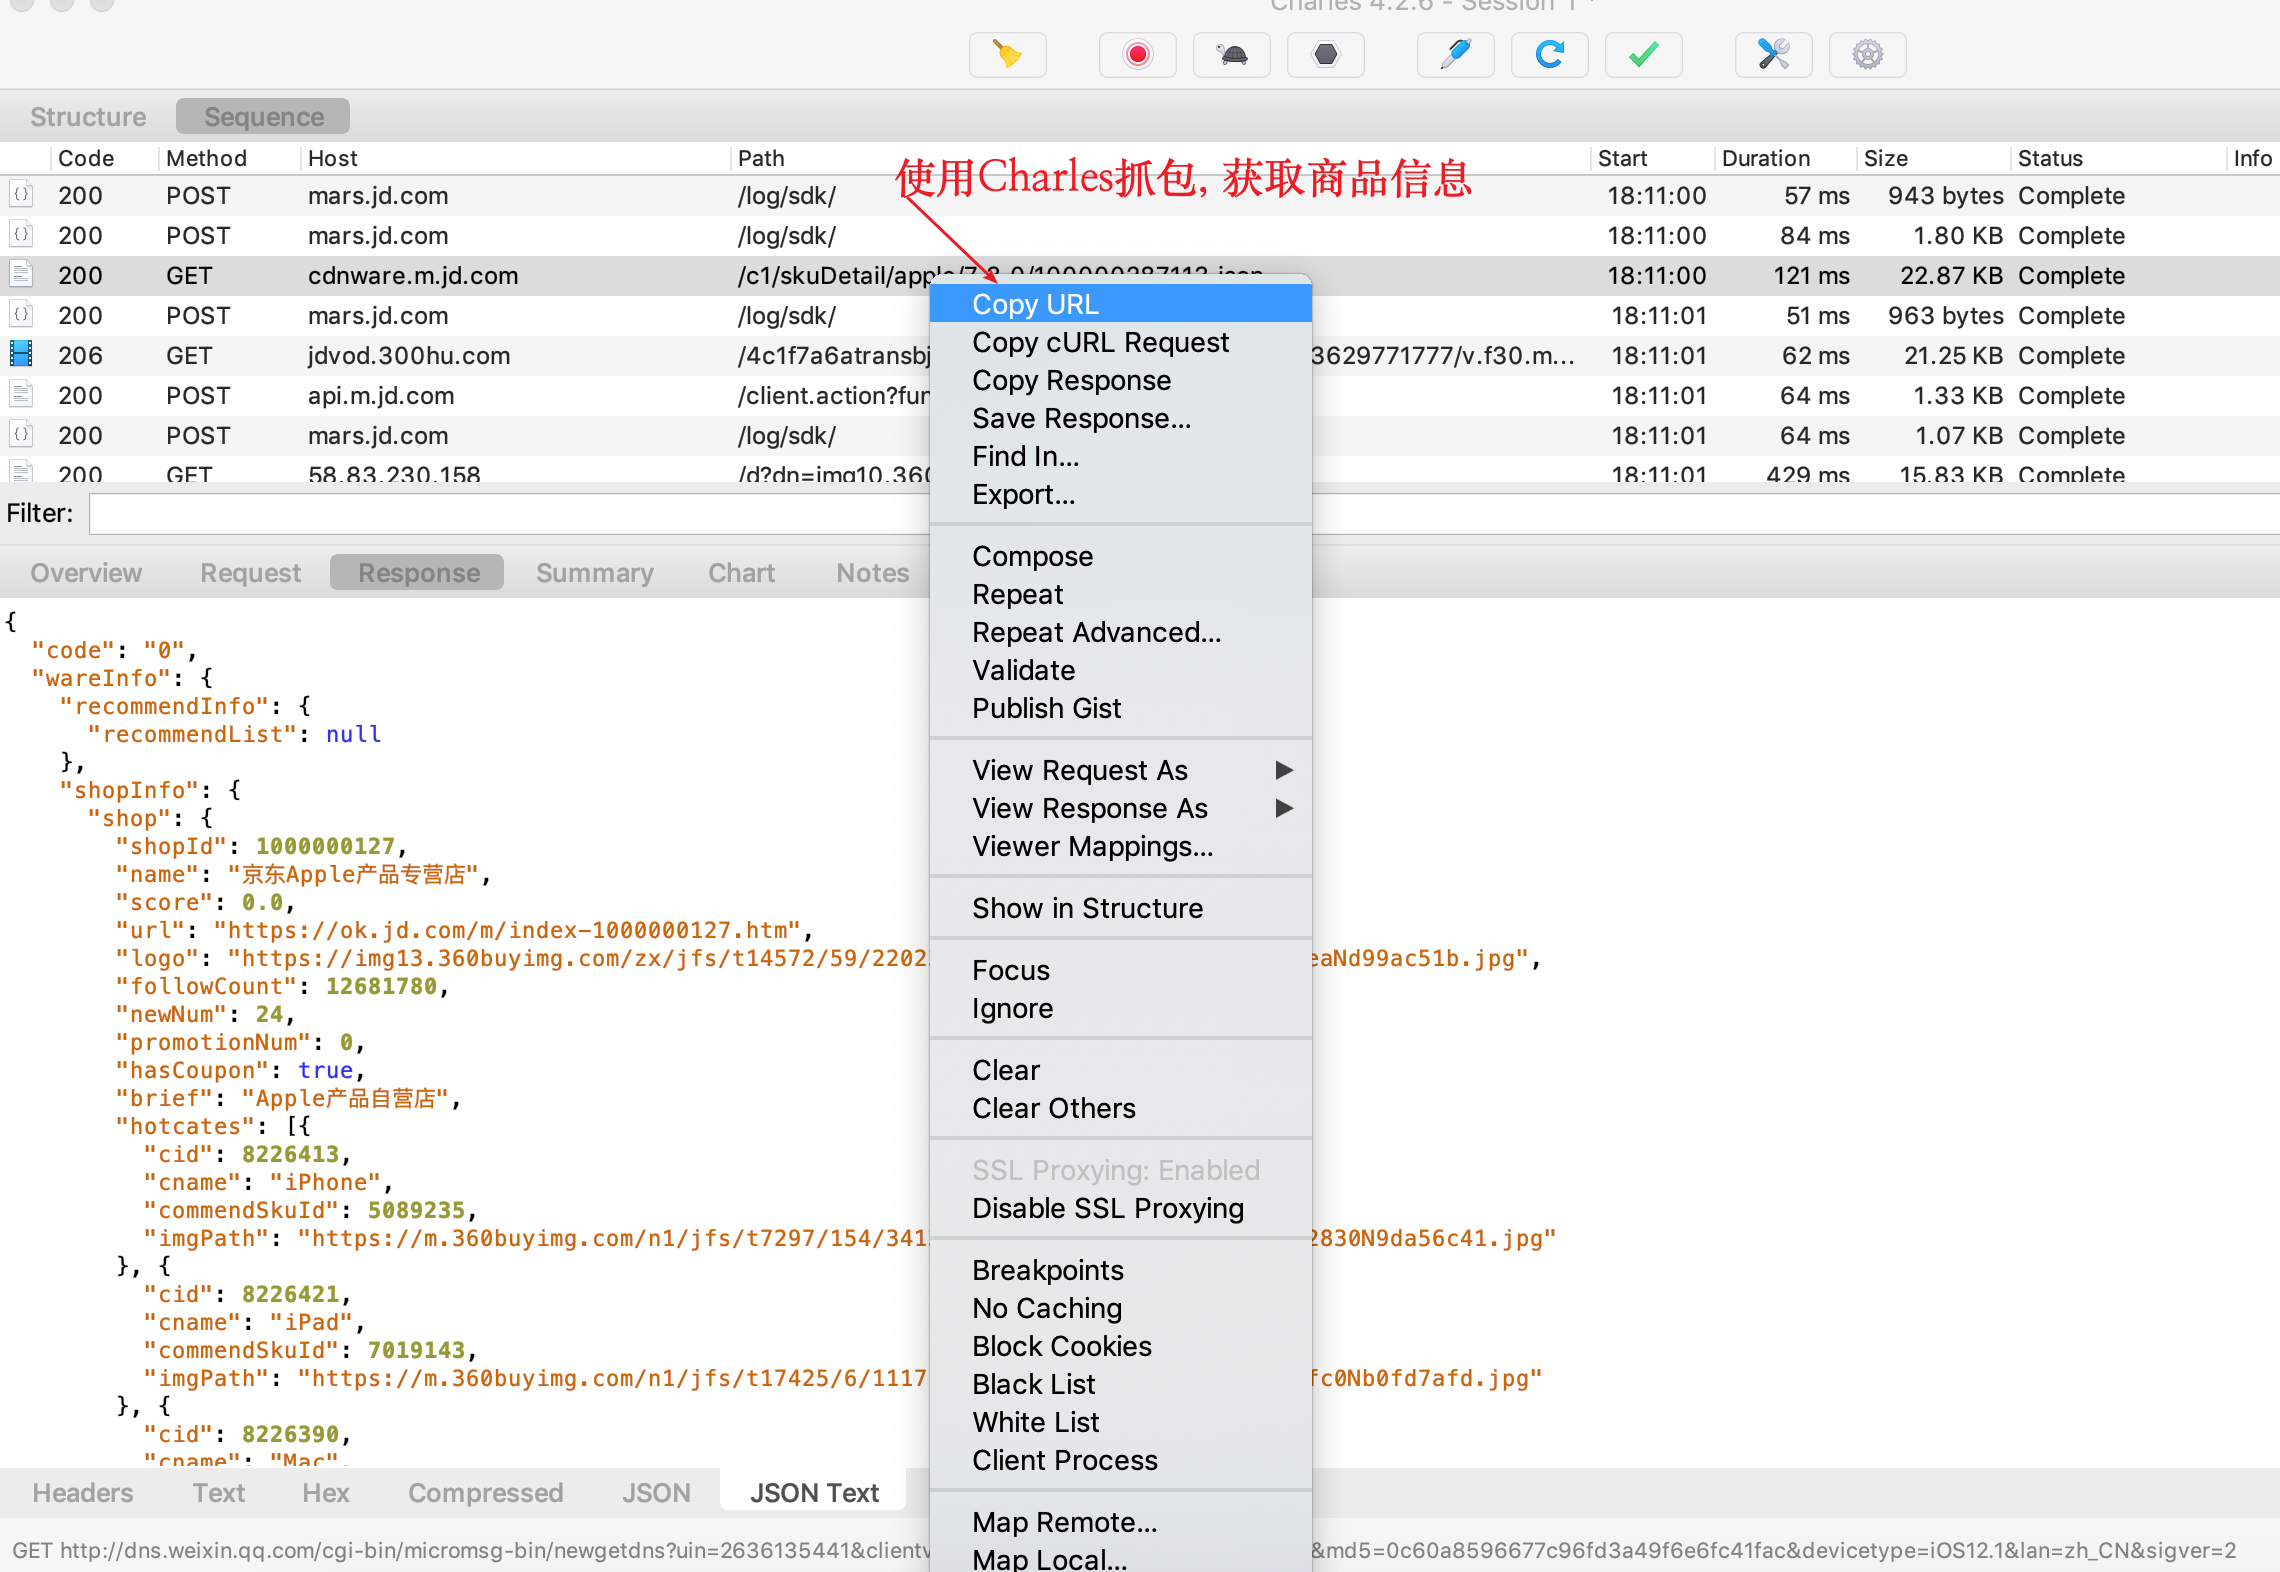 Charles 4.2.6 - Session 1 *
Structure Sequence
Code Method Host Path Start Duration Size Status Info
使用Charles抓包, 获取商品信息
200 POST mars.jd.com /log/sdk/ 18:11:00 57 ms 943 bytes Complete
200 POST mars.jd.com /log/sdk/ 18:11:00 84 ms 1.80 KB Complete
200 GET cdnware.m.jd.com /c1/skuDetail/apple/7.3.0/100000287113.json 18:11:00 121 ms 22.87 KB Complete
200 POST mars.jd.com /log/sdk/ 18:11:01 51 ms 963 bytes Complete
206 GET jdvod.300hu.com /4c1f7a6atransbj 3629771777/v.f30.m... 18:11:01 62 ms 21.25 KB Complete
200 POST api.m.jd.com /client.action?fun 18:11:01 64 ms 1.33 KB Complete
200 POST mars.jd.com /log/sdk/ 18:11:01 64 ms 1.07 KB Complete
200 GET 58.83.230.158 /d?dn=img10.360 18:11:01 429 ms 15.83 KB Complete
Filter:
Overview Request Response Summary Chart Notes
{
"code": "0",
"wareInfo": {
"recommendInfo": {
"recommendList": null
},
"shopInfo": {
"shop": {
"shopId": 1000000127,
"name": "京东Apple产品专营店",
"score": 0.0,
"url": "https://ok.jd.com/m/index-1000000127.htm",
"logo": "https://img13.360buyimg.com/zx/jfs/t14572/59/2202 eaNd99ac51b.jpg",
"followCount": 12681780,
"newNum": 24,
"promotionNum": 0,
"hasCoupon": true,
"brief": "Apple产品自营店",
"hotcates": [{
"cid": 8226413,
"cname": "iPhone",
"commendSkuId": 5089235,
"imgPath": "https://m.360buyimg.com/n1/jfs/t7297/154/341 2830N9da56c41.jpg"
}, {
"cid": 8226421,
"cname": "iPad",
"commendSkuId": 7019143,
"imgPath": "https://m.360buyimg.com/n1/jfs/t17425/6/1117 fc0Nb0fd7afd.jpg"
}, {
"cid": 8226390,
"cname": "Mac",
Copy URL
Copy cURL Request
Copy Response
Save Response...
Find In...
Export...
Compose
Repeat
Repeat Advanced...
Validate
Publish Gist
View Request As
View Response As
Viewer Mappings...
Show in Structure
Focus
Ignore
Clear
Clear Others
SSL Proxying: Enabled
Disable SSL Proxying
Breakpoints
No Caching
Block Cookies
Black List
White List
Client Process
Map Remote...
Map Local...
Headers Text Hex Compressed JSON JSON Text
GET http://dns.weixin.qq.com/cgi-bin/micromsg-bin/newgetdns?uin=2636135441&clientv &md5=0c60a8596677c96fd3a49f6e6fc41fac&devicetype=iOS12.1&lan=zh_CN&sigver=2